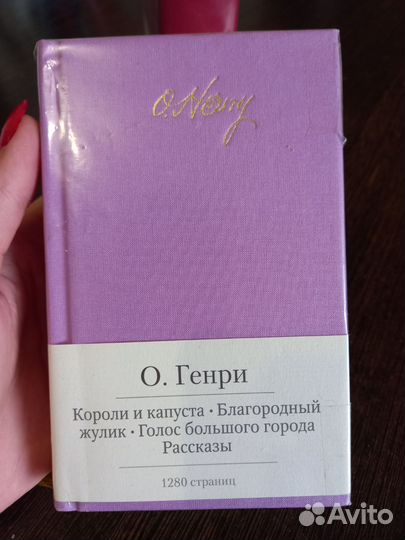 O. Henry
О. Генри
Короли и капуста • Благородный
жулик • Голос большого города
Рассказы
1280 страниц
Avito